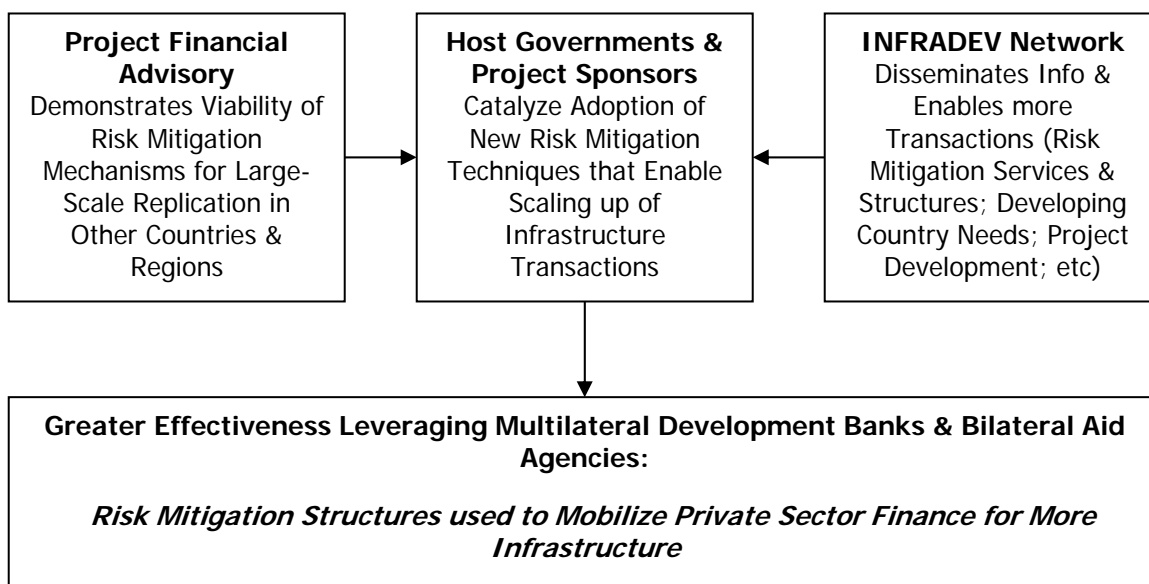 Project Financial
Advisory
Demonstrates Viability of
Risk Mitigation
Mechanisms for Large-
Scale Replication in
Other Countries &
Regions
Host Governments &
Project Sponsors
Catalyze Adoption of
New Risk Mitigation
Techniques that Enable
Scaling up of
Infrastructure
Transactions
INFRADEV Network
Disseminates Info &
Enables more
Transactions (Risk
Mitigation Services &
Structures; Developing
Country Needs; Project
Development; etc)
Greater Effectiveness Leveraging Multilateral Development Banks & Bilateral Aid
Agencies:
Risk Mitigation Structures used to Mobilize Private Sector Finance for More
Infrastructure